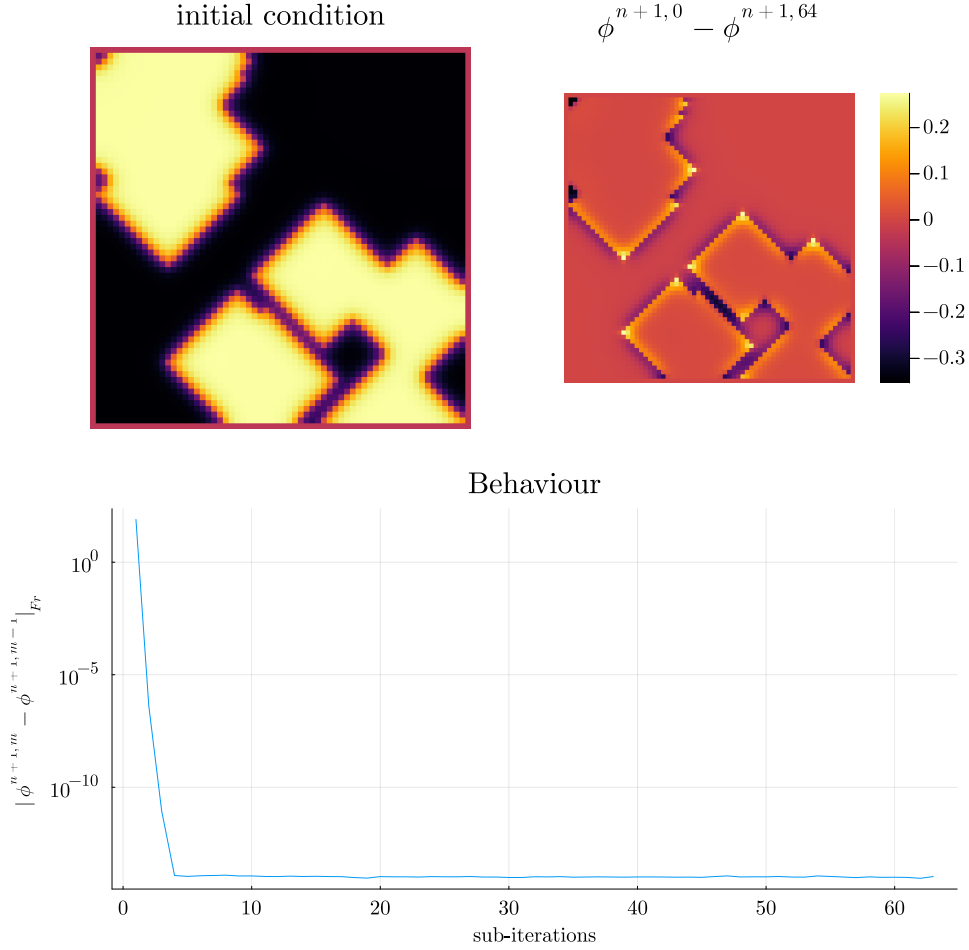 initial condition
ϕ^{n+1,0} − ϕ^{n+1,64}
0.2
0.1
0
−0.1
−0.2
−0.3
Behaviour
|ϕ^{n+1,m} − ϕ^{n+1,m−1}|_{Fr}
10^0
10^{−5}
10^{−10}
0 10 20 30 40 50 60
sub-iterations